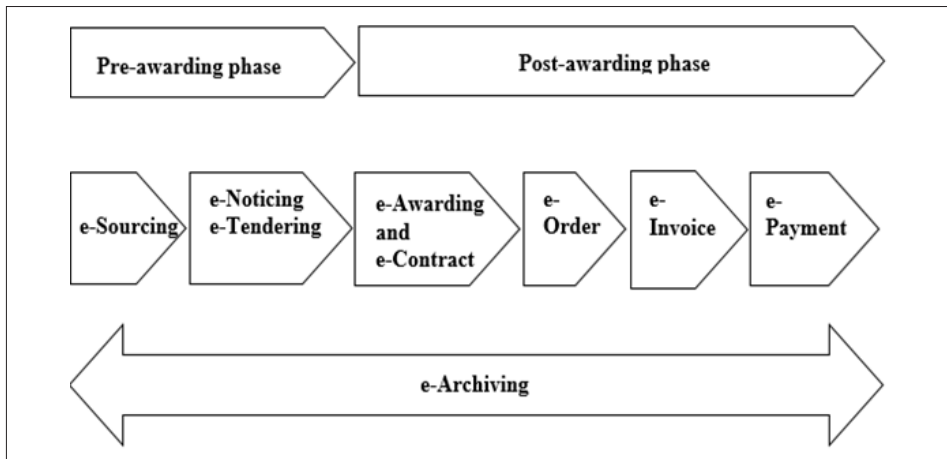 Pre-awarding phase
Post-awarding phase
e-Sourcing
e-Noticing
e-Tendering
e-Awarding
and
e-Contract
e-
Order
e-
Invoice
e-
Payment
e-Archiving